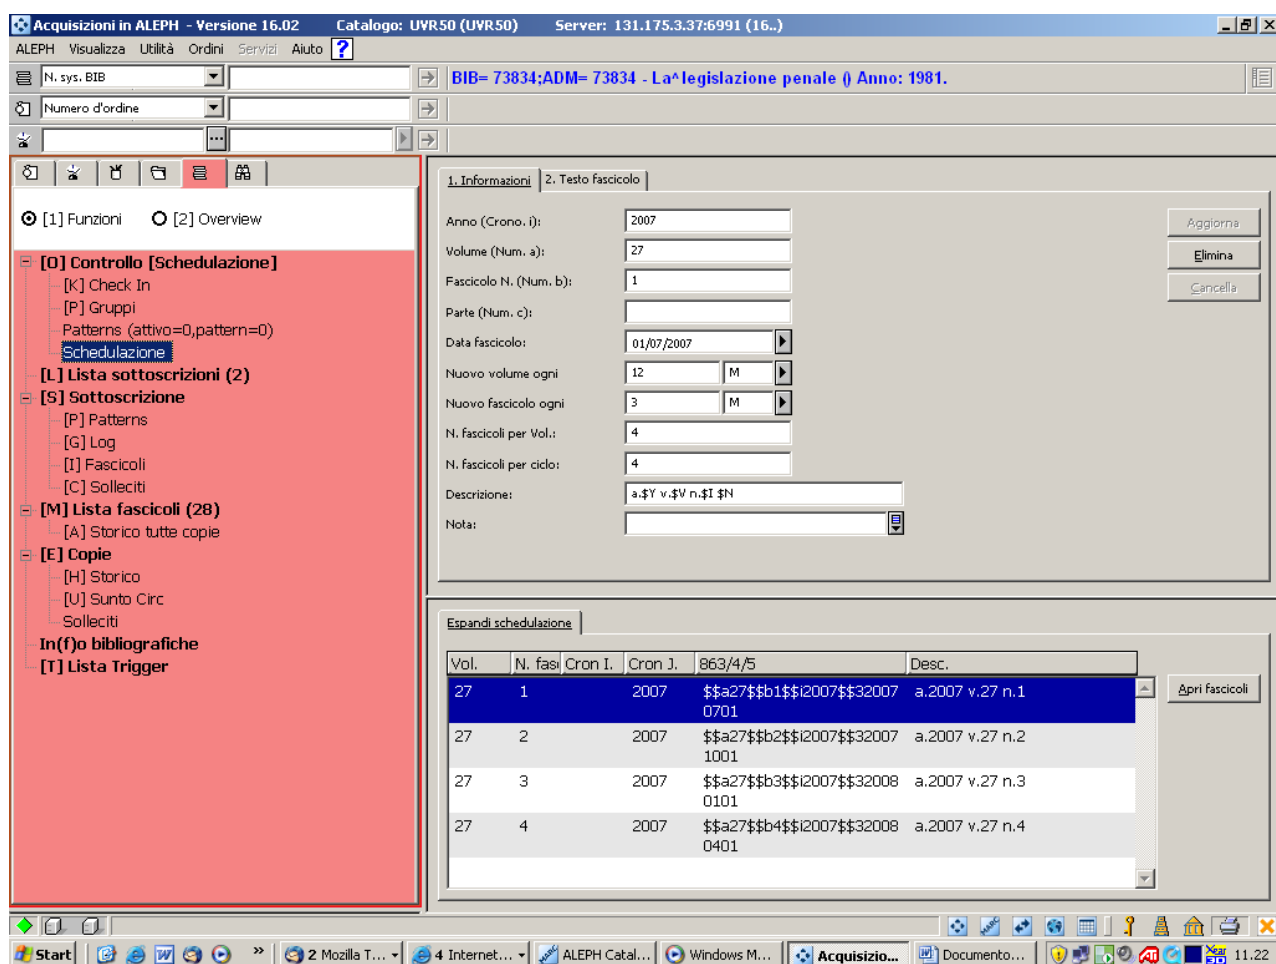 Acquisizioni in ALEPH - Versione 16.02 Catalogo: UVR50 (UVR50) Server: 131.175.3.37:6991 (16..)
ALEPH Visualizza Utilità Ordini Servizi Aiuto ?
N. sys. BIB
BIB= 73834;ADM= 73834 - La^legislazione penale () Anno: 1981.
Numero d'ordine
...
[1] Funzioni [2] Overview
[O] Controllo [Schedulazione]
[K] Check In
[P] Gruppi
Patterns (attivo=0,pattern=0)
Schedulazione
[L] Lista sottoscrizioni (2)
[S] Sottoscrizione
[P] Patterns
[G] Log
[I] Fascicoli
[C] Solleciti
[M] Lista fascicoli (28)
[A] Storico tutte copie
[E] Copie
[H] Storico
[U] Sunto Circ
Solleciti
In(f)o bibliografiche
[T] Lista Trigger
1. Informazioni 2. Testo fascicolo
Anno (Crono. i): 2007 Aggiorna
Volume (Num. a): 27 Elimina
Fascicolo N. (Num. b): 1 Cancella
Parte (Num. c):
Data fascicolo: 01/07/2007
Nuovo volume ogni 12 M
Nuovo fascicolo ogni 3 M
N. fascicoli per Vol.: 4
N. fascicoli per ciclo: 4
Descrizione: a.$Y v.$V n.$I $N
Nota:
Espandi schedulazione
Vol. N. fasi Cron I. Cron J. 863/4/5 Desc.
27 1 2007 $$a27$$b1$$i2007$$32007 a.2007 v.27 n.1 Apri fascicoli
0701
27 2 2007 $$a27$$b2$$i2007$$32007 a.2007 v.27 n.2
1001
27 3 2007 $$a27$$b3$$i2007$$32008 a.2007 v.27 n.3
0101
27 4 2007 $$a27$$b4$$i2007$$32008 a.2007 v.27 n.4
0401
Start » 2 Mozilla T... 4 Internet... ALEPH Catal... Windows M... Acquisizio... Documento... 11.22